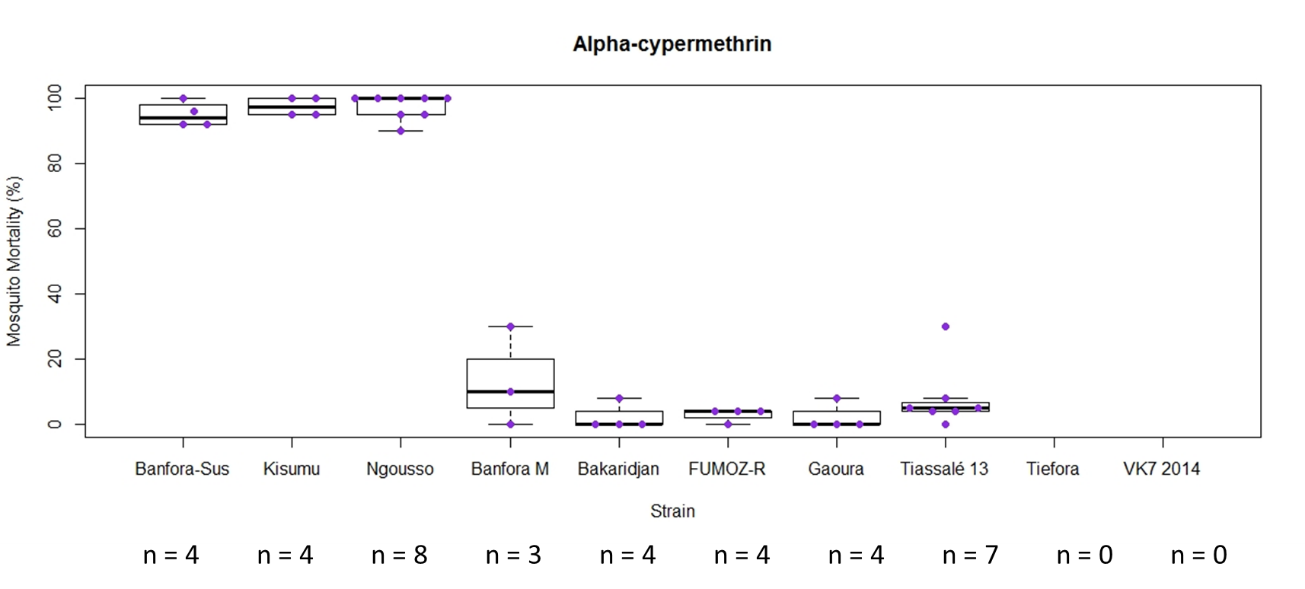 Alpha-cypermethrin
Mosquito Mortality (%)
100
80
60
40
20
0
Banfora-Sus Kisumu Ngousso Banfora M Bakaridjan FUMOZ-R Gaoura Tiassalé 13 Tiefora VK7 2014
Strain
n = 4 n = 4 n = 8 n = 3 n = 4 n = 4 n = 4 n = 7 n = 0 n = 0